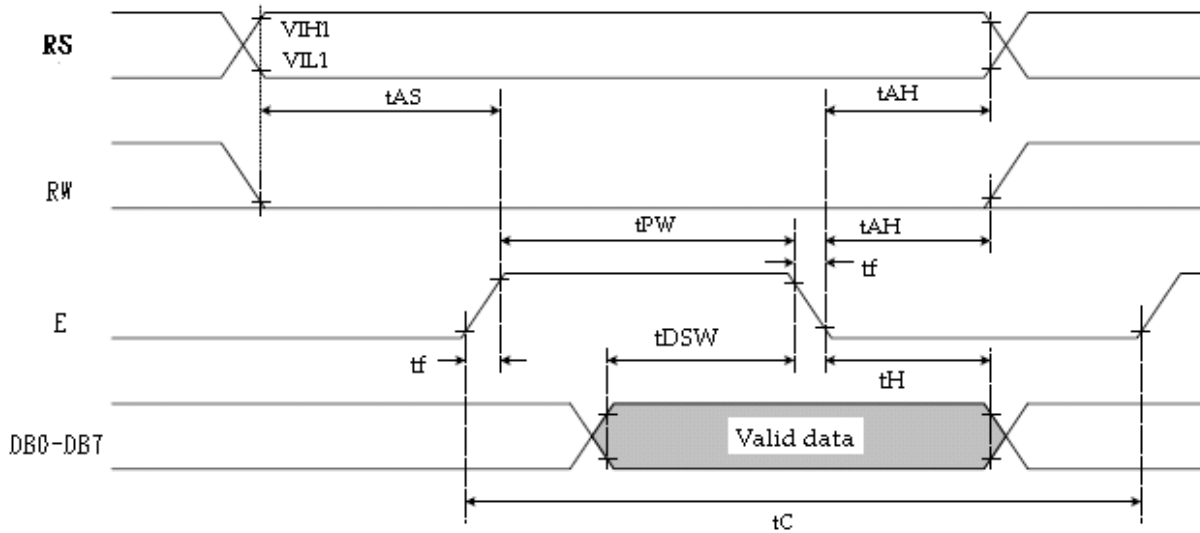 RS
VIH1
VIL1
tAS
tAH
RW
tPW
tAH
tf
E
tDSW
tf
tH
DB0-DB7
Valid data
tC